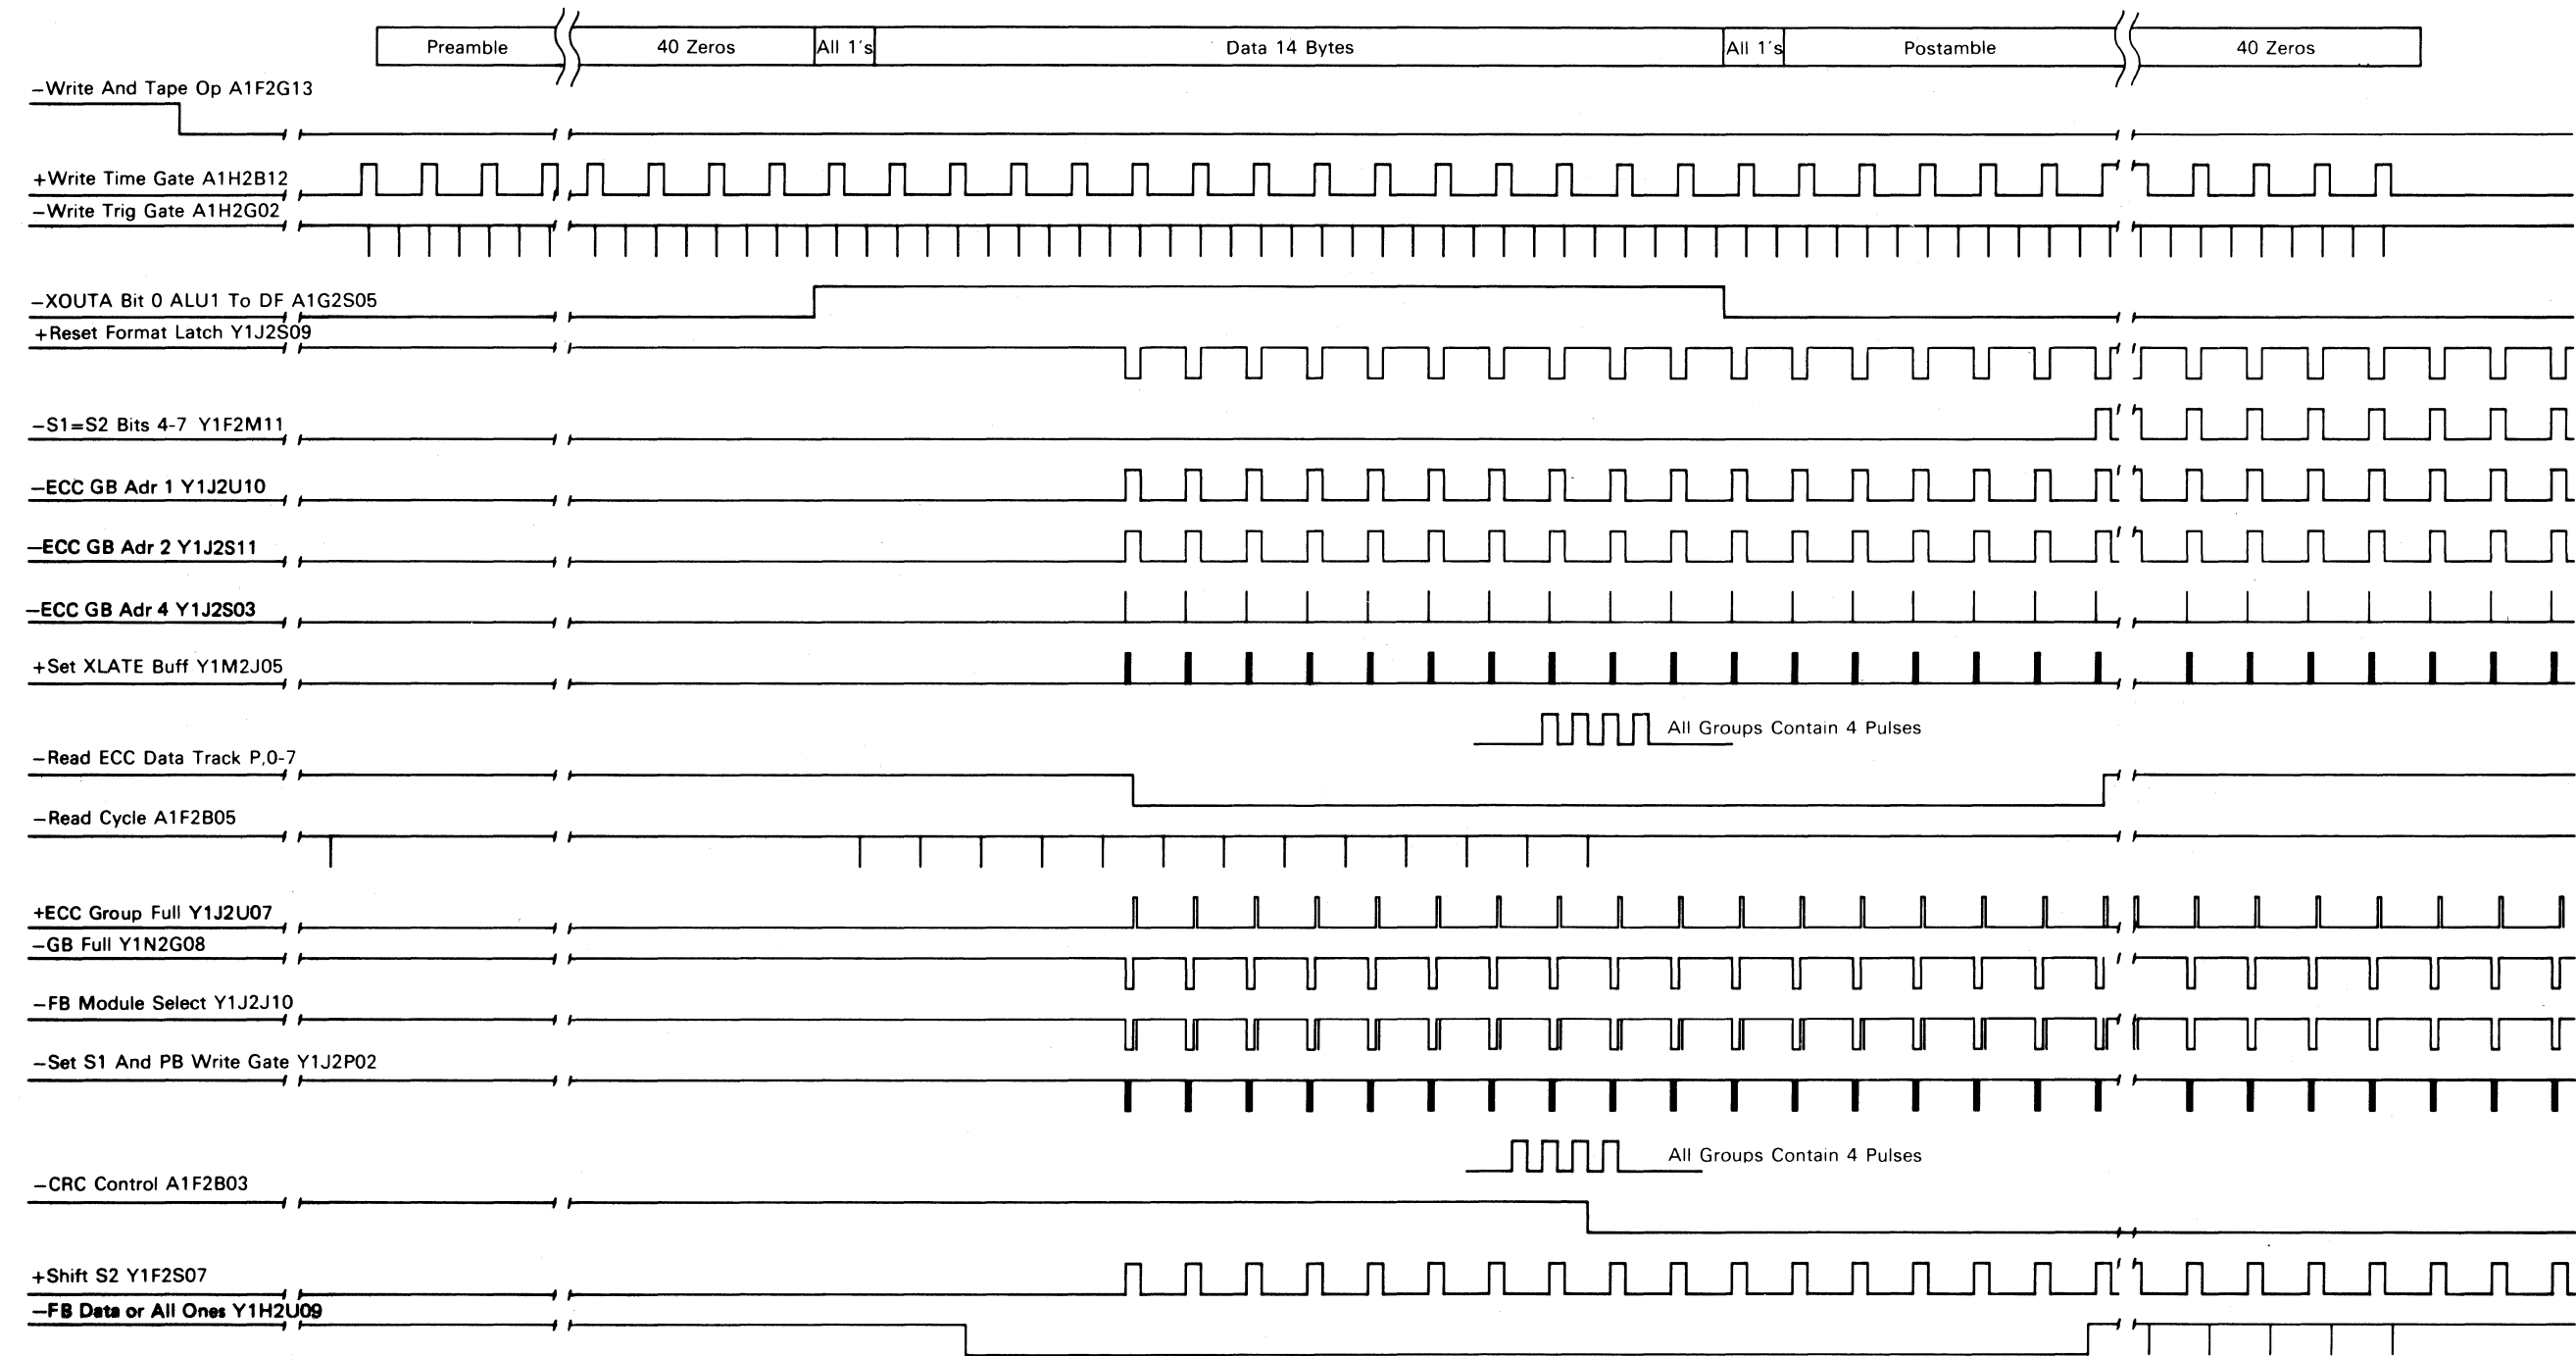 Preamble 40 Zeros All 1's Data 14 Bytes All 1's Postamble 40 Zeros
−Write And Tape Op A1F2G13
+Write Time Gate A1H2B12
−Write Trig Gate A1H2G02
−XOUTA Bit 0 ALU1 To DF A1G2S05
+Reset Format Latch Y1J2S09
−S1=S2 Bits 4-7 Y1F2M11
−ECC GB Adr 1 Y1J2U10
−ECC GB Adr 2 Y1J2S11
−ECC GB Adr 4 Y1J2S03
+Set XLATE Buff Y1M2J05
All Groups Contain 4 Pulses
−Read ECC Data Track P,0-7
−Read Cycle A1F2B05
+ECC Group Full Y1J2U07
−GB Full Y1N2G08
−FB Module Select Y1J2J10
−Set S1 And PB Write Gate Y1J2P02
All Groups Contain 4 Pulses
−CRC Control A1F2B03
+Shift S2 Y1F2S07
−FB Data or All Ones Y1H2U09